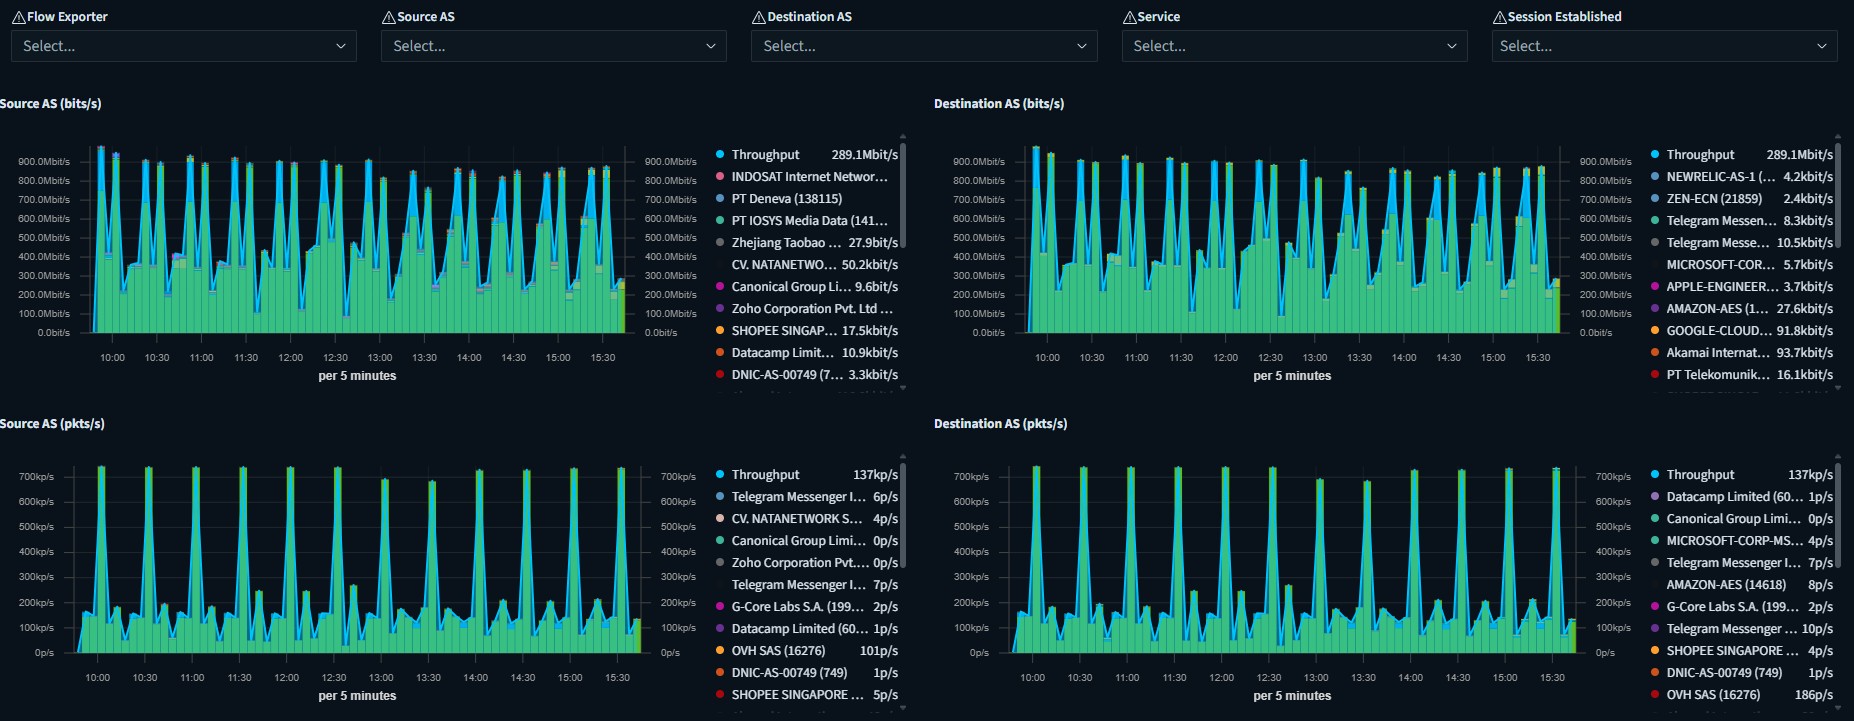 Flow Exporter
Source AS
Destination AS
Service
Session Established
Select...
Select...
Select...
Select...
Select...
Source AS (bits/s)
900.0Mbit/s 900.0Mbit/s
800.0Mbit/s 800.0Mbit/s
700.0Mbit/s 700.0Mbit/s
600.0Mbit/s 600.0Mbit/s
500.0Mbit/s 500.0Mbit/s
400.0Mbit/s 400.0Mbit/s
300.0Mbit/s 300.0Mbit/s
200.0Mbit/s 200.0Mbit/s
100.0Mbit/s 100.0Mbit/s
0.0bit/s 0.0bit/s
10:00 10:30 11:00 11:30 12:00 12:30 13:00 13:30 14:00 14:30 15:00 15:30
per 5 minutes
Throughput 289.1Mbit/s
INDOSAT Internet Networ...
PT Deneva (138115)
PT IOSYS Media Data (141...
Zhejiang Taobao ... 27.9bit/s
CV. NATANETWO... 50.2kbit/s
Canonical Group Li... 9.6bit/s
Zoho Corporation Pvt. Ltd ...
SHOPEE SINGAP... 17.5kbit/s
Datacamp Limit... 10.9kbit/s
DNIC-AS-00749 (7... 3.3kbit/s
Destination AS (bits/s)
900.0Mbit/s 900.0Mbit/s
800.0Mbit/s 800.0Mbit/s
700.0Mbit/s 700.0Mbit/s
600.0Mbit/s 600.0Mbit/s
500.0Mbit/s 500.0Mbit/s
400.0Mbit/s 400.0Mbit/s
300.0Mbit/s 300.0Mbit/s
200.0Mbit/s 200.0Mbit/s
100.0Mbit/s 100.0Mbit/s
0.0bit/s 0.0bit/s
10:00 10:30 11:00 11:30 12:00 12:30 13:00 13:30 14:00 14:30 15:00 15:30
per 5 minutes
Throughput 289.1Mbit/s
NEWRELIC-AS-1 (... 4.2kbit/s
ZEN-ECN (21859) 2.4kbit/s
Telegram Messen... 8.3kbit/s
Telegram Messe... 10.5kbit/s
MICROSOFT-COR... 5.7kbit/s
APPLE-ENGINEER... 3.7kbit/s
AMAZON-AES (1... 27.6kbit/s
GOOGLE-CLOUD... 91.8kbit/s
Akamai Internat... 93.7kbit/s
PT Telekomunik... 16.1kbit/s
Source AS (pkts/s)
700kp/s 700kp/s
600kp/s 600kp/s
500kp/s 500kp/s
400kp/s 400kp/s
300kp/s 300kp/s
200kp/s 200kp/s
100kp/s 100kp/s
0p/s 0p/s
10:00 10:30 11:00 11:30 12:00 12:30 13:00 13:30 14:00 14:30 15:00 15:30
per 5 minutes
Throughput 137kp/s
Telegram Messenger I... 6p/s
CV. NATANETWORK S... 4p/s
Canonical Group Limi... 0p/s
Zoho Corporation Pvt.... 0p/s
Telegram Messenger I... 7p/s
G-Core Labs S.A. (199... 2p/s
Datacamp Limited (60... 1p/s
OVH SAS (16276) 101p/s
DNIC-AS-00749 (749) 1p/s
SHOPEE SINGAPORE ... 5p/s
Destination AS (pkts/s)
700kp/s 700kp/s
600kp/s 600kp/s
500kp/s 500kp/s
400kp/s 400kp/s
300kp/s 300kp/s
200kp/s 200kp/s
100kp/s 100kp/s
0p/s 0p/s
10:00 10:30 11:00 11:30 12:00 12:30 13:00 13:30 14:00 14:30 15:00 15:30
per 5 minutes
Throughput 137kp/s
Datacamp Limited (60... 1p/s
Canonical Group Limi... 0p/s
MICROSOFT-CORP-MS... 4p/s
Telegram Messenger I... 7p/s
AMAZON-AES (14618) 8p/s
G-Core Labs S.A. (199... 2p/s
Telegram Messenger ... 10p/s
SHOPEE SINGAPORE ... 4p/s
DNIC-AS-00749 (749) 1p/s
OVH SAS (16276) 186p/s